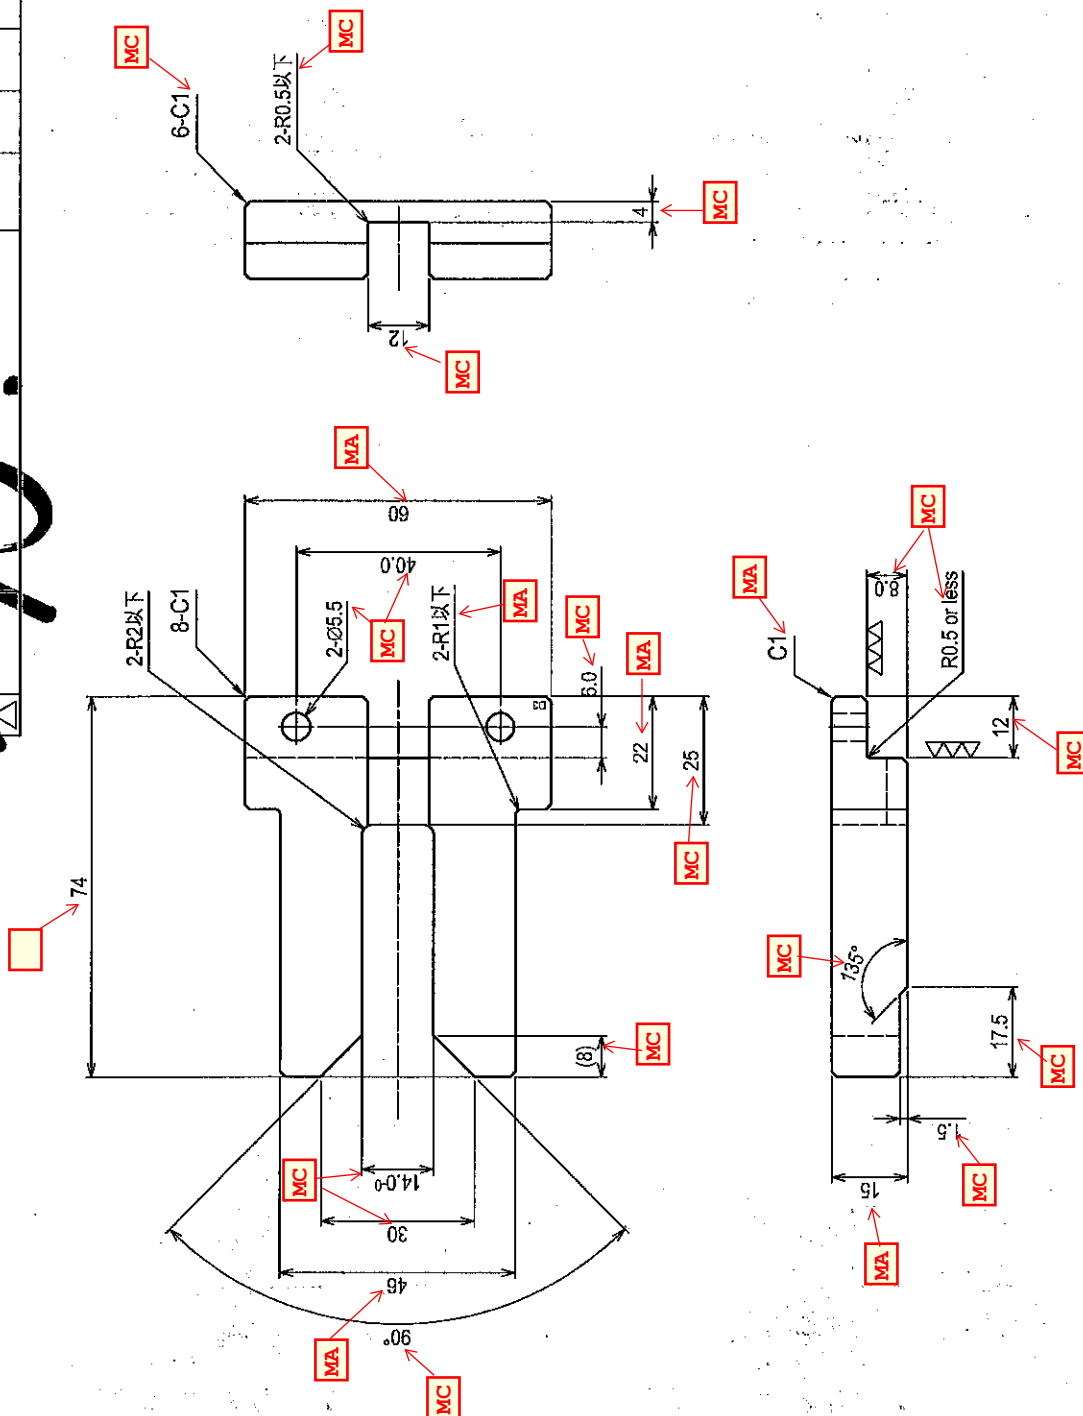 MC
MC
6-C1
2-R0.5以下
4
MC
12
MC
MA
60
40.0
2-R2以下
8-C1
2-Ø5.5
MC
2-R1以下
MA
MC
6.0
MA
22
25
MC
74
(8)
MC
MC
14.0
30
46
90°
MA
MC
MA
C1
MC
8.0
R0.5 or less
12
MC
MC
135°
17.5
MC
1.5
MC
15
MA